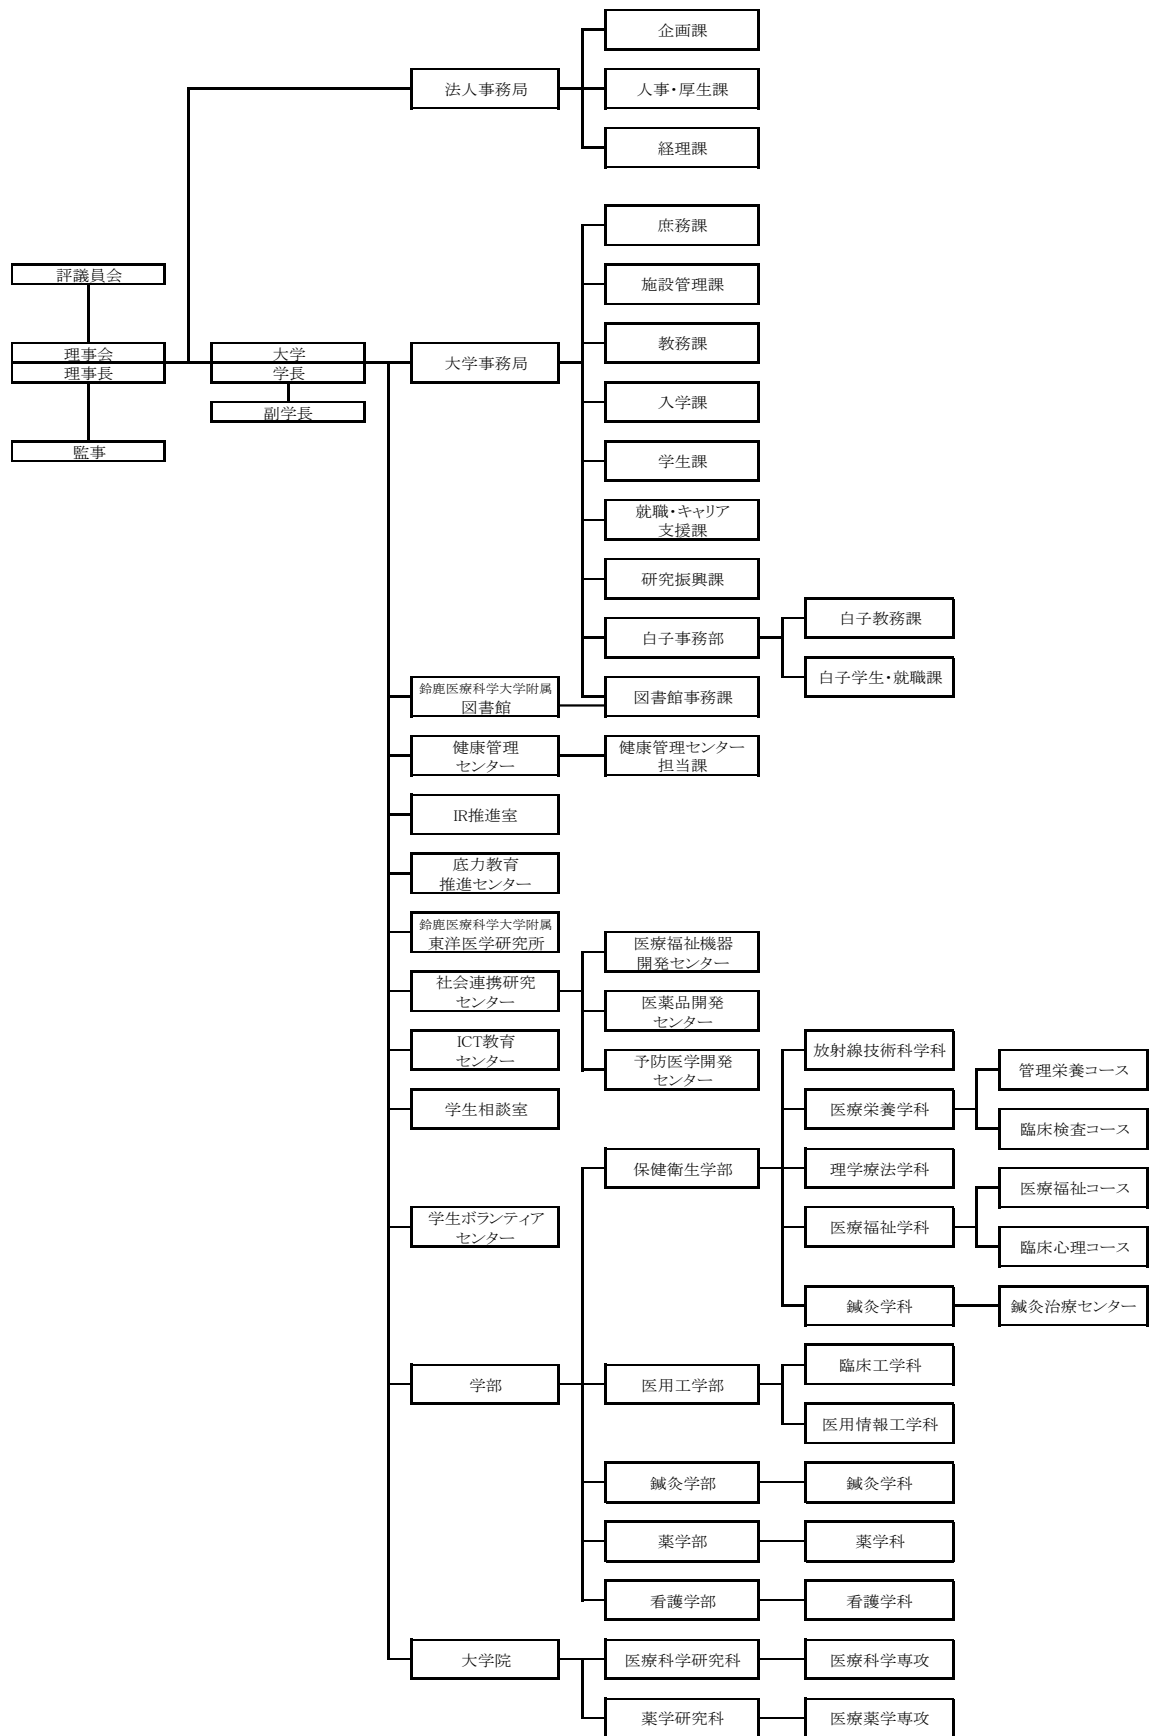 企画課
法人事務局
人事・厚生課
経理課
庶務課
評議員会
施設管理課
理事会
理事長
大学
学長
大学事務局
教務課
副学長
入学課
監事
学生課
就職・キャリア
支援課
研究振興課
白子事務部
白子教務課
白子学生・就職課
鈴鹿医療科学大学附属
図書館
図書館事務課
健康管理
センター
健康管理センター
担当課
IR推進室
底力教育
推進センター
鈴鹿医療科学大学附属
東洋医学研究所
医療福祉機器
開発センター
社会連携研究
センター
医薬品開発
センター
ICT教育
センター
予防医学開発
センター
放射線技術科学科
管理栄養コース
学生相談室
医療栄養学科
臨床検査コース
保健衛生学部
理学療法学科
医療福祉コース
学生ボランティア
センター
医療福祉学科
臨床心理コース
鍼灸学科
鍼灸治療センター
学部
医用工学部
臨床工学科
医用情報工学科
鍼灸学部
鍼灸学科
薬学部
薬学科
看護学部
看護学科
大学院
医療科学研究科
医療科学専攻
薬学研究科
医療薬学専攻